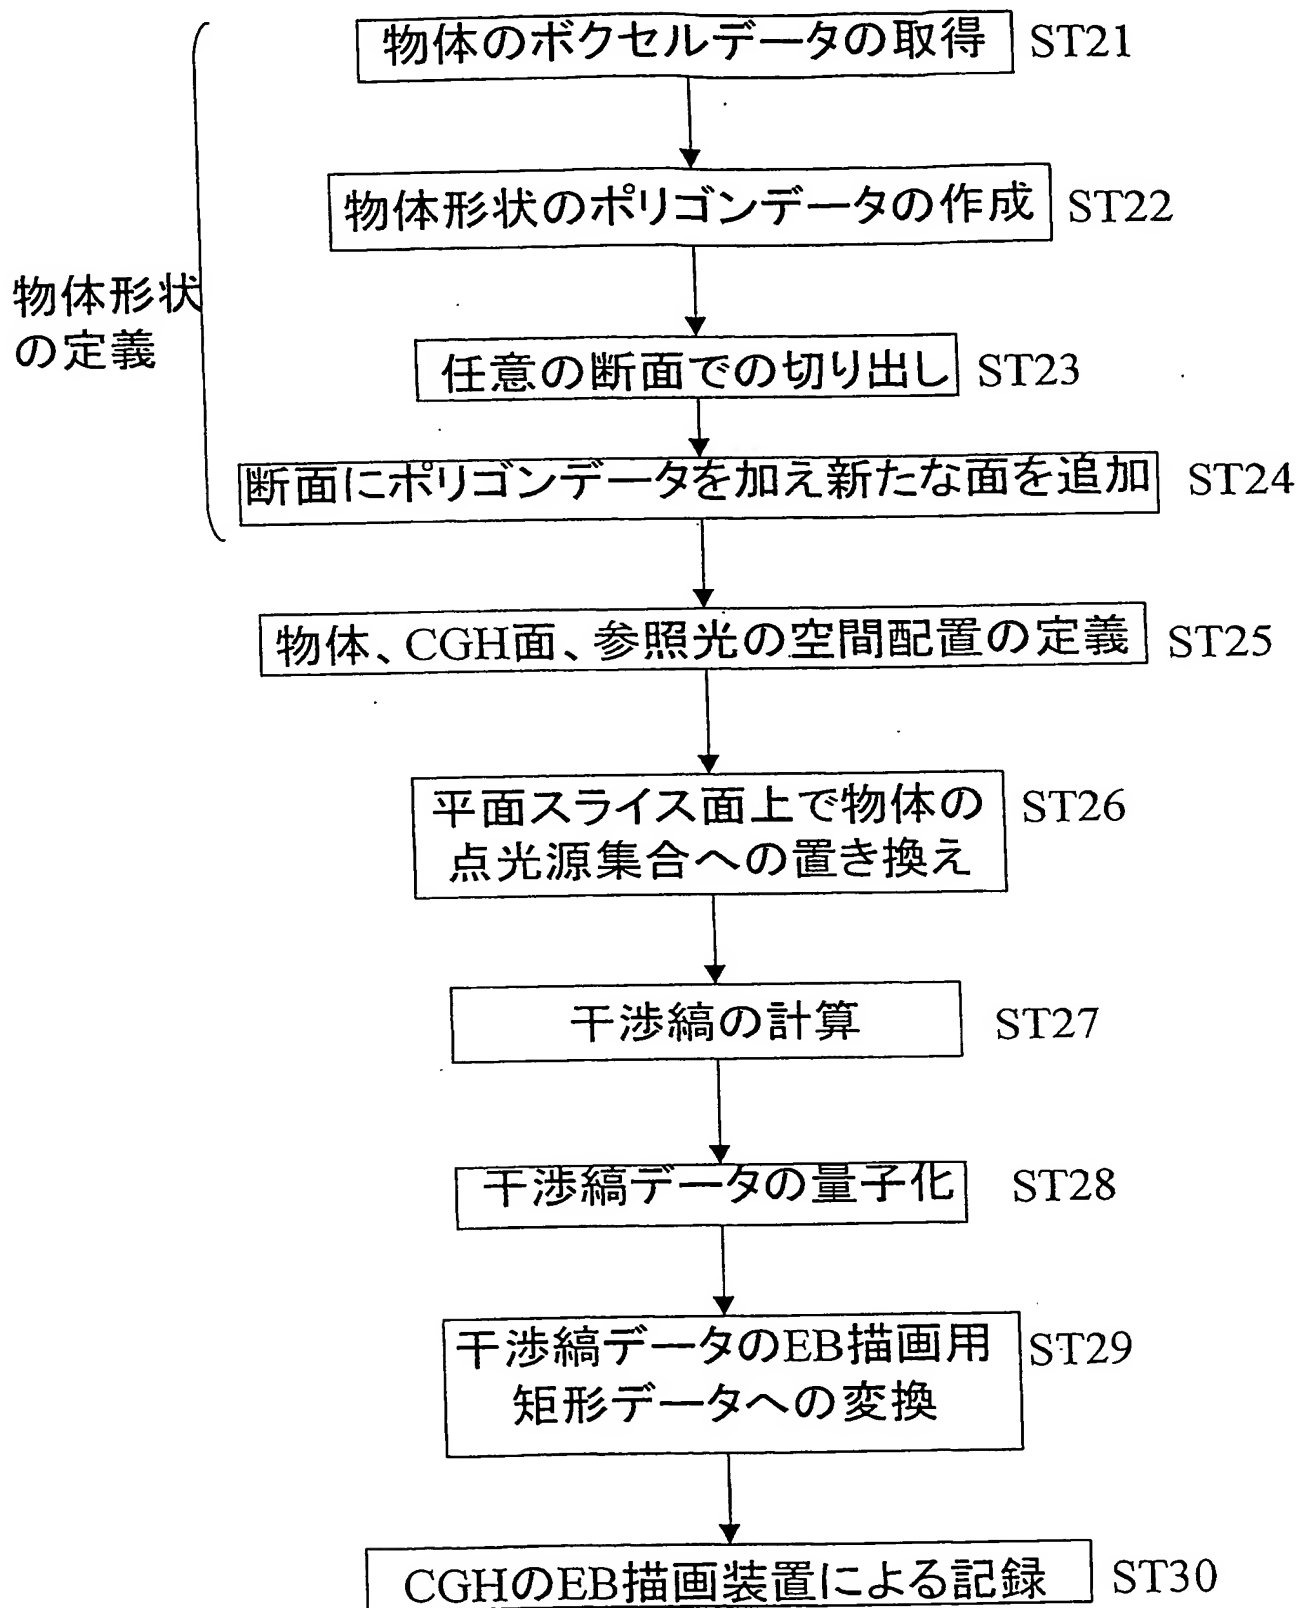 物体のボクセルデータの取得 ST21
物体形状のポリゴンデータの作成 ST22
物体形状
の定義
任意の断面での切り出し ST23
断面にポリゴンデータを加え新たな面を追加 ST24
物体、CGH面、参照光の空間配置の定義 ST25
平面スライス面上で物体の ST26
点光源集合への置き換え
干渉縞の計算 ST27
干渉縞データの量子化 ST28
干渉縞データのEB描画用 ST29
矩形データへの変換
CGHのEB描画装置による記録 ST30